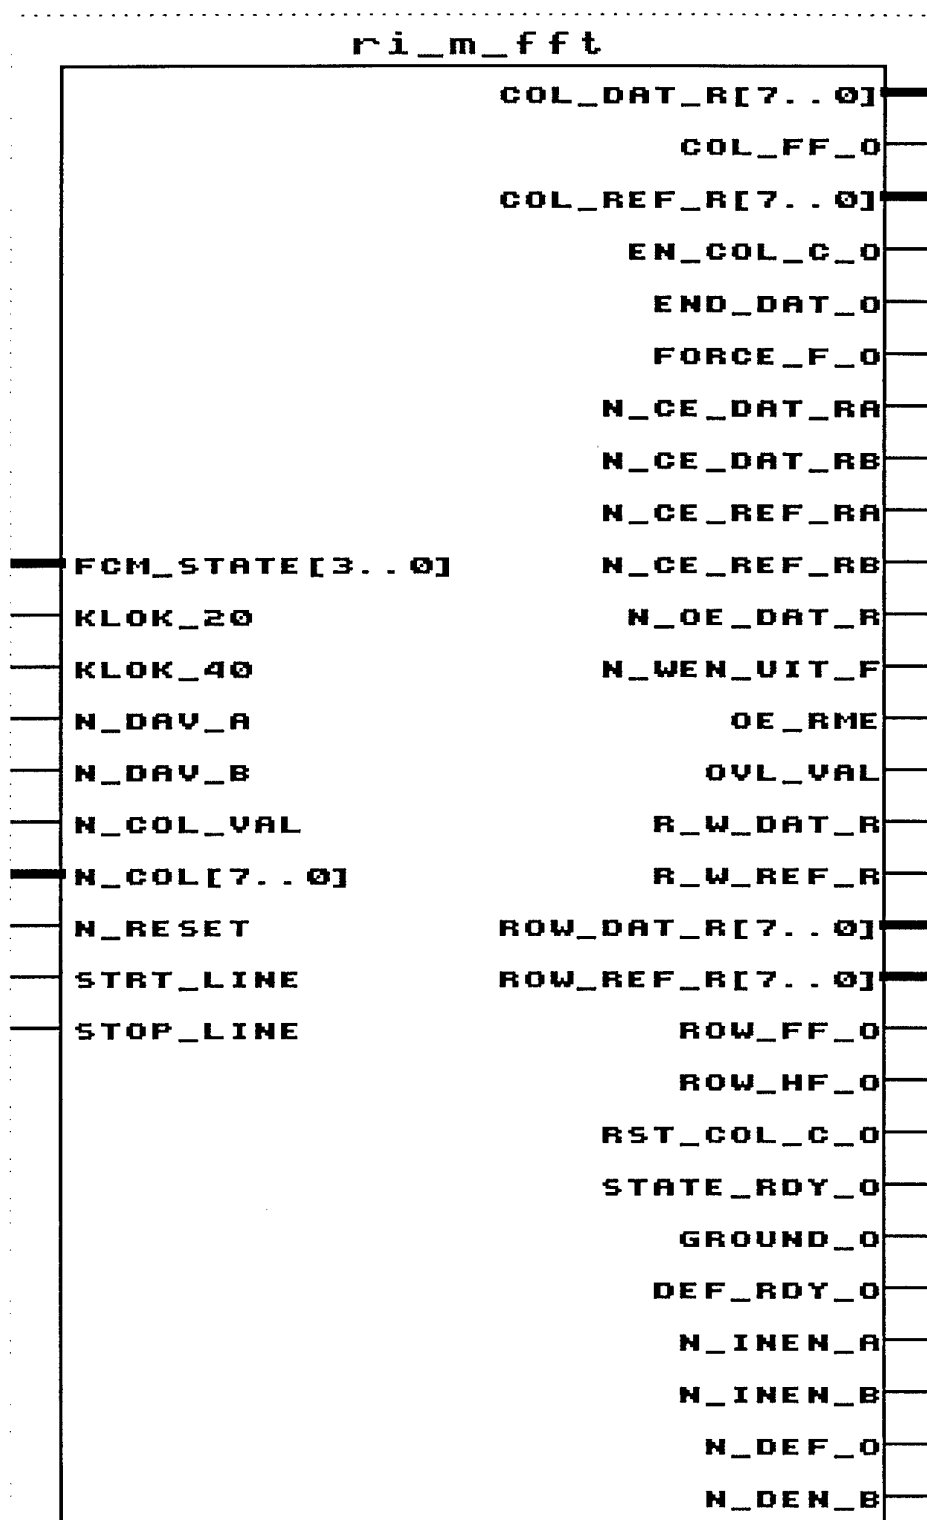 ri_m_fft
COL_DAT_R[7..0]
COL_FF_O
COL_REF_R[7..0]
EN_COL_C_O
END_DAT_O
FORCE_F_O
N_CE_DAT_RA
N_CE_DAT_RB
N_CE_REF_RA
FCM_STATE[3..0] N_CE_REF_RB
KLOK_20 N_OE_DAT_R
KLOK_40 N_WEN_UIT_F
N_DAV_A OE_RME
N_DAV_B OVL_VAL
N_COL_VAL R_W_DAT_R
N_COL[7..0] R_W_REF_R
N_RESET ROW_DAT_R[7..0]
STRT_LINE ROW_REF_R[7..0]
STOP_LINE ROW_FF_O
ROW_HF_O
RST_COL_C_O
STATE_RDY_O
GROUND_O
DEF_RDY_O
N_INEN_A
N_INEN_B
N_DEF_O
N_DEN_B